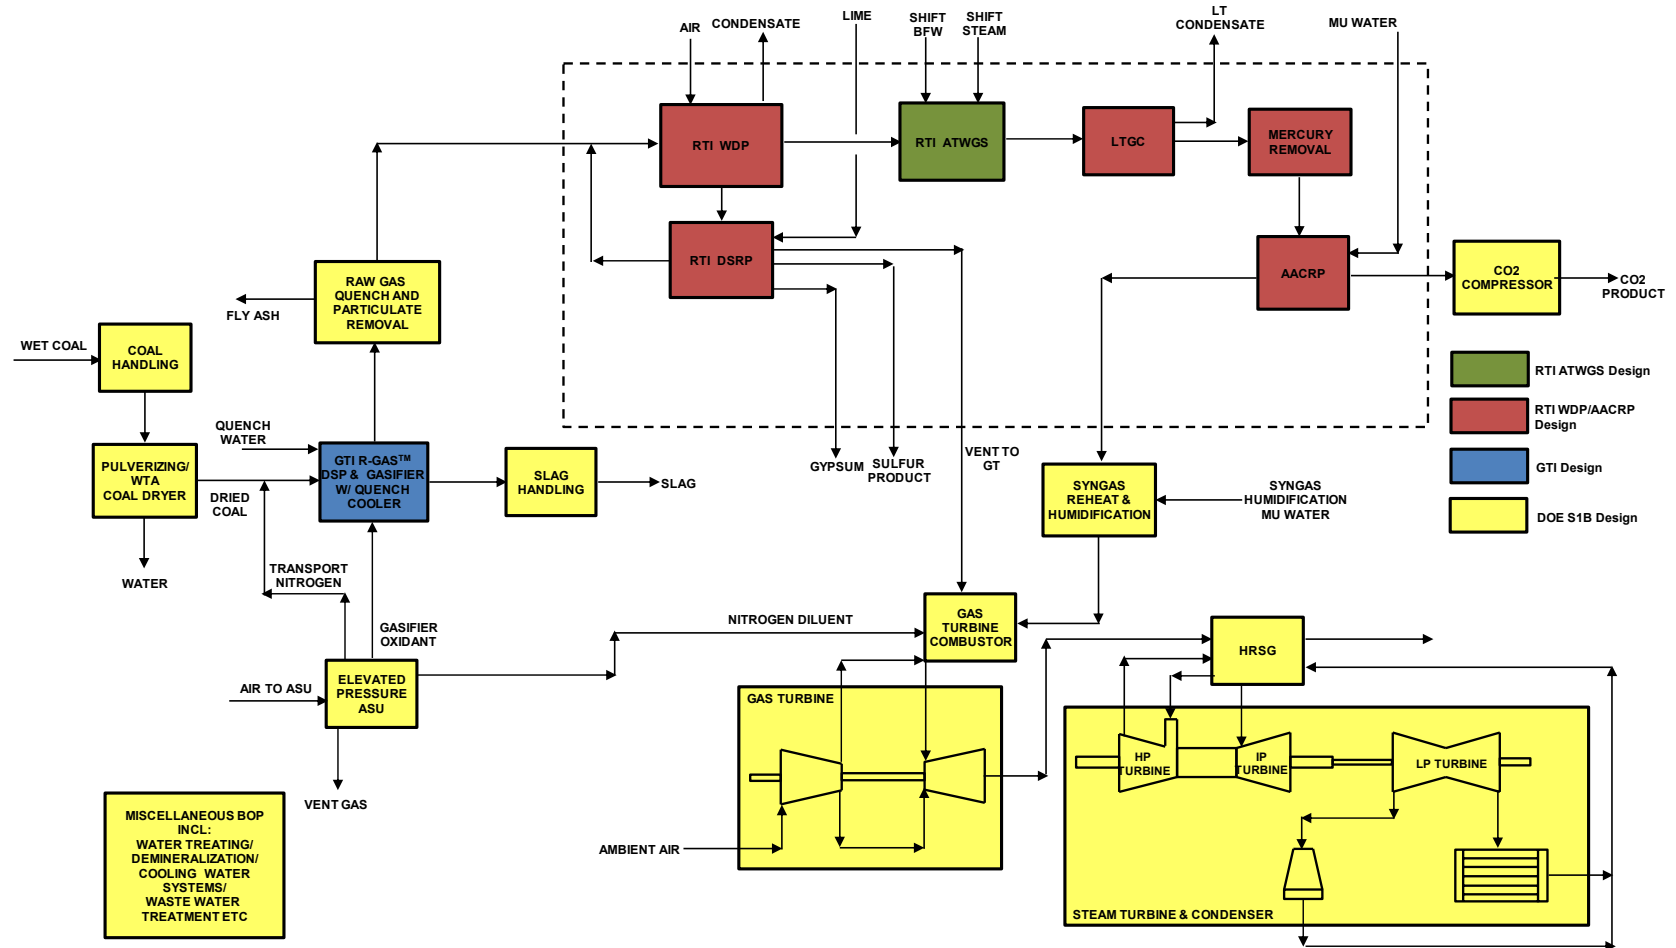 AIR
CONDENSATE
LIME
SHIFT
BFW
SHIFT
STEAM
LT
CONDENSATE
MU WATER
RTI WDP
RTI ATWGS
LTGC
MERCURY
REMOVAL
RTI DSRP
AACRP
CO2
COMPRESSOR
CO2
PRODUCT
RAW GAS
QUENCH AND
PARTICULATE
REMOVAL
FLY ASH
WET COAL
COAL
HANDLING
RTI ATWGS Design
RTI WDP/AACRP
Design
GTI Design
DOE S1B Design
QUENCH
WATER
PULVERIZING/
WTA
COAL DRYER
DRIED
COAL
GTI R-GAS™
DSP & GASIFIER
W/ QUENCH
COOLER
SLAG
HANDLING
SLAG
GYPSUM
SULFUR
PRODUCT
VENT TO
GT
SYNGAS
REHEAT &
HUMIDIFICATION
SYNGAS
HUMIDIFICATION
MU WATER
WATER
TRANSPORT
NITROGEN
GASIFIER
OXIDANT
NITROGEN DILUENT
GAS
TURBINE
COMBUSTOR
HRSG
AIR TO ASU
ELEVATED
PRESSURE
ASU
VENT GAS
GAS TURBINE
AMBIENT AIR
HP
TURBINE
IP
TURBINE
LP TURBINE
STEAM TURBINE & CONDENSER
MISCELLANEOUS BOP
INCL:
WATER TREATING/
DEMINERALIZATION/
COOLING WATER
SYSTEMS/
WASTE WATER
TREATMENT ETC